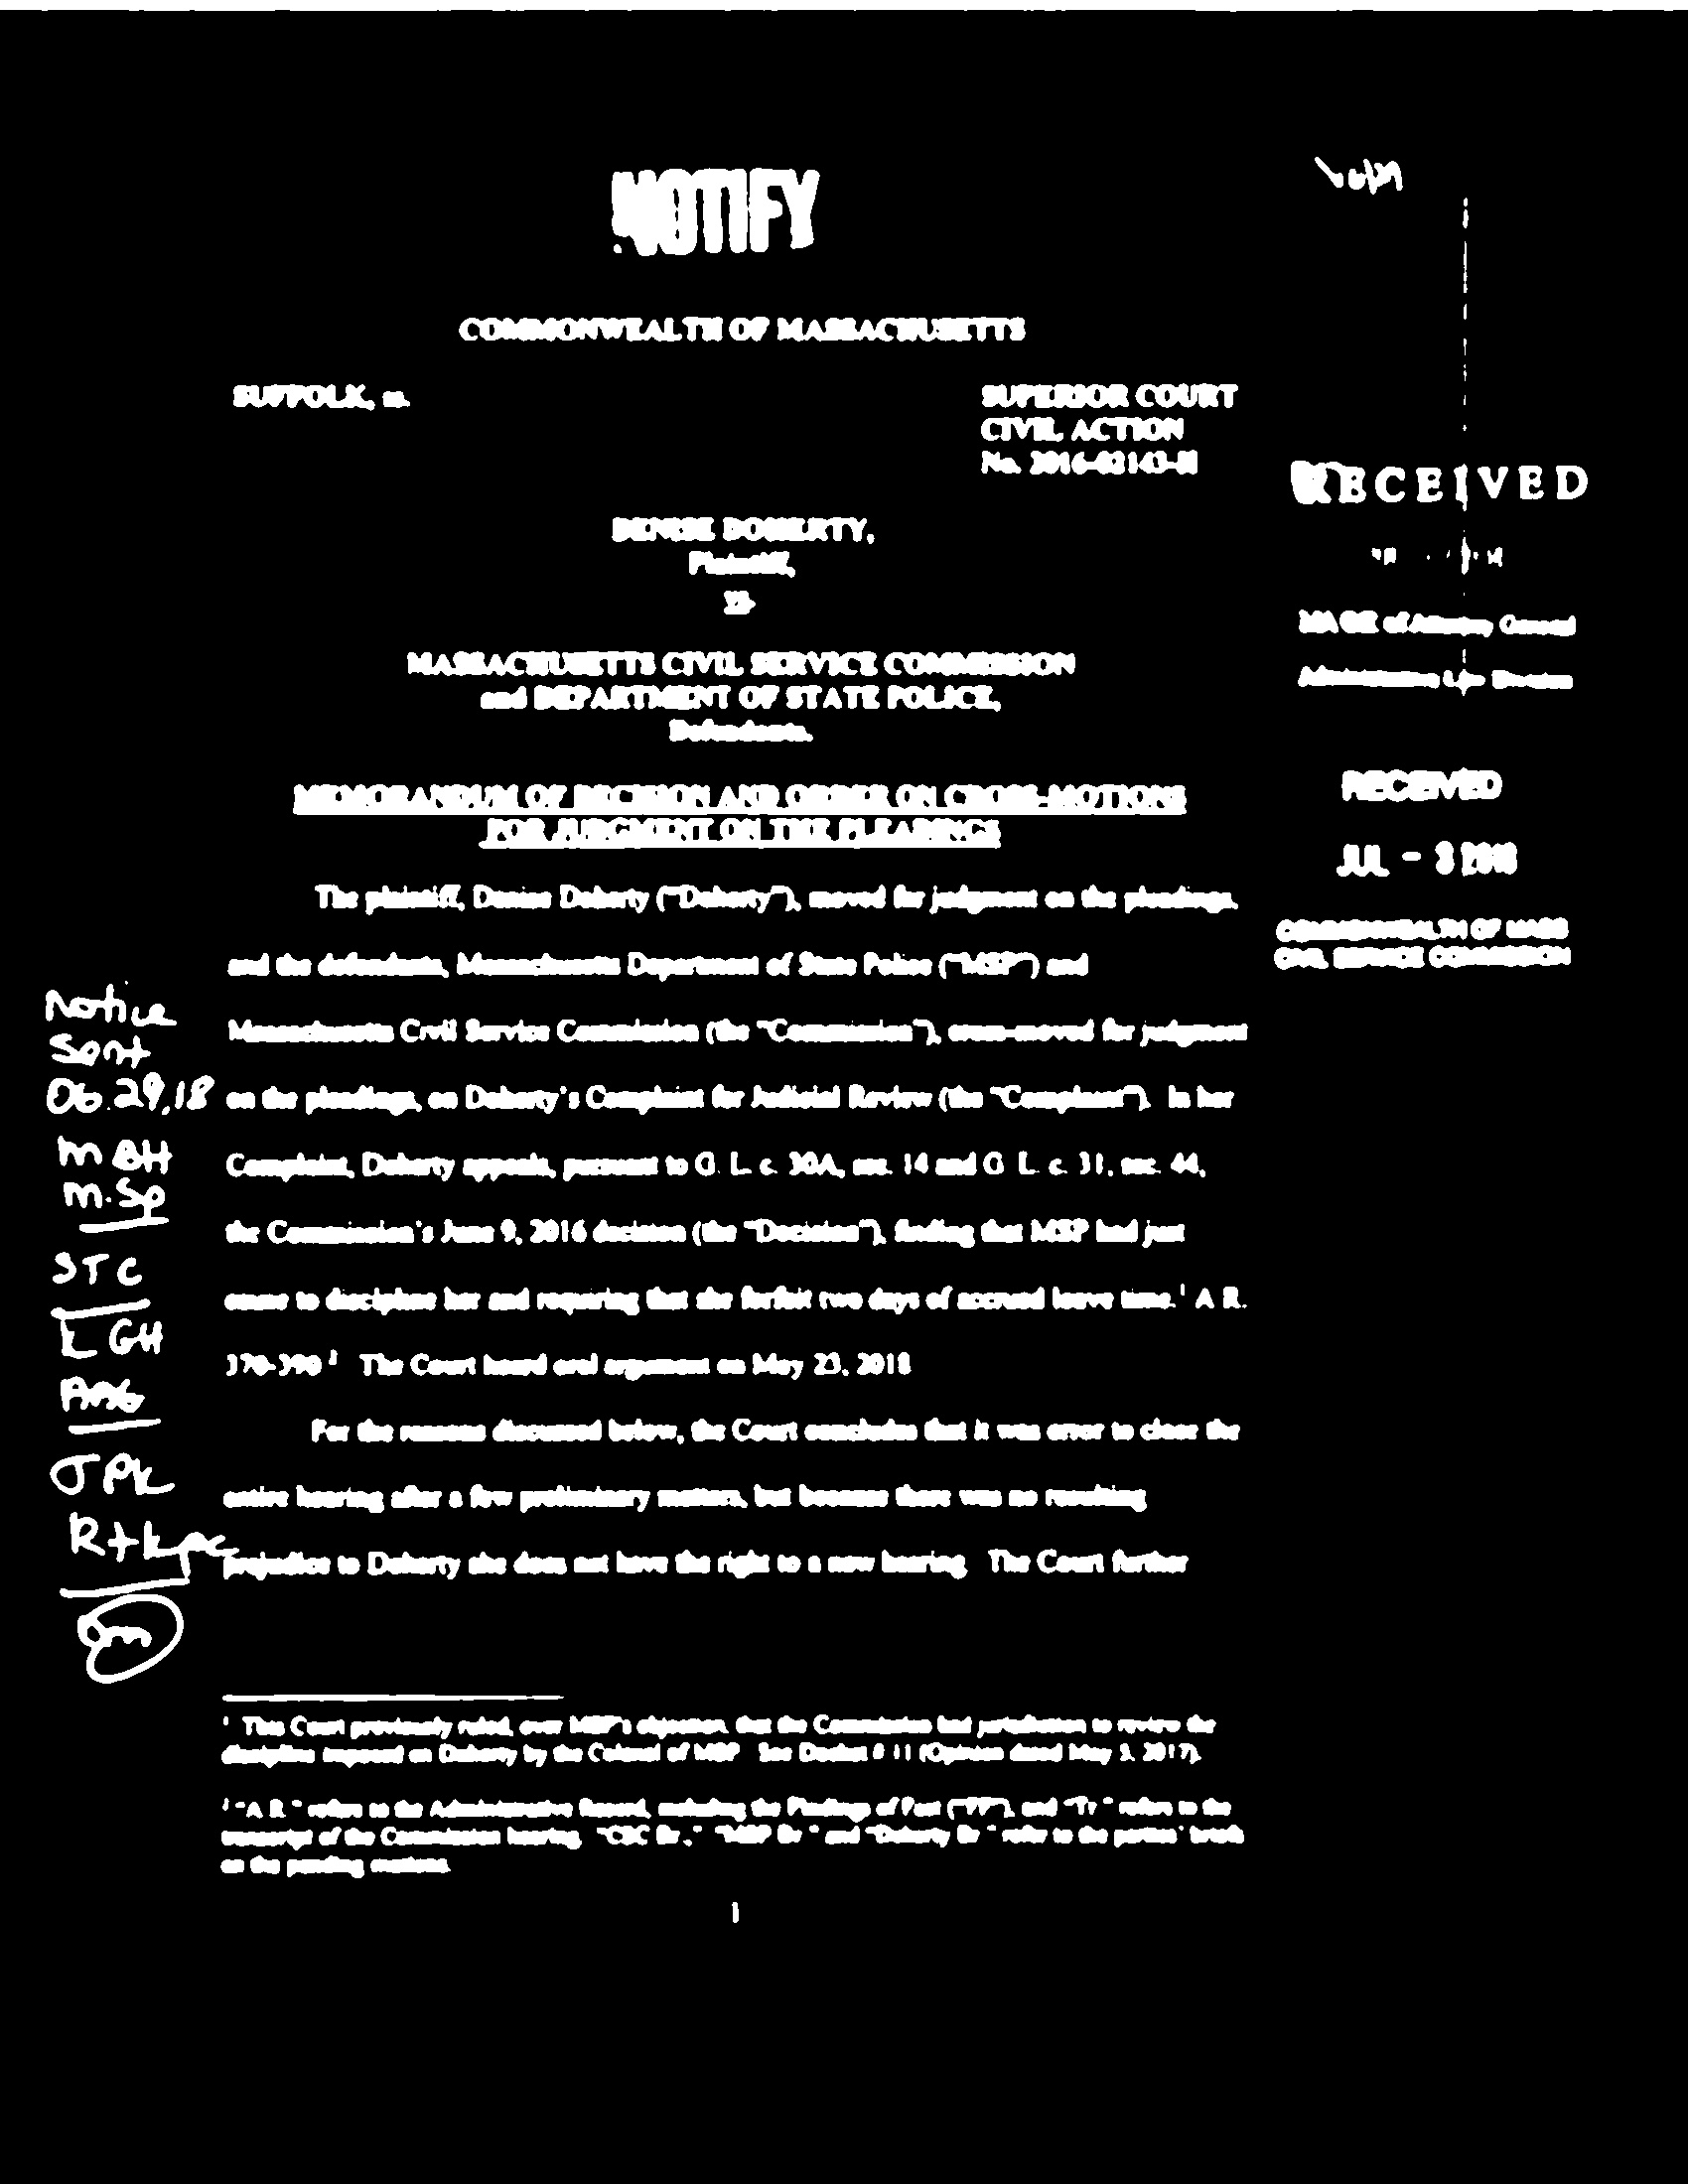 NOTIFY
COMMONWEALTH OF MASSACHUSETTS
SUFFOLK, ss.
SUPERIOR COURT
CIVIL ACTION
No. 2016-02143-
RECEIVED
DENISE DOHERTY,
Plaintiff,
vs.
MA Office of Attorney General
Administrative Law Division
MASSACHUSETTS CIVIL SERVICE COMMISSION
and DEPARTMENT OF STATE POLICE,
Defendants.
MEMORANDUM OF DECISION AND ORDER ON CROSS-MOTIONS
FOR JUDGMENT ON THE PLEADINGS
RECEIVED
JUL - 3 2018
COMMONWEALTH OF MASS
CIVIL SERVICE COMMISSION
The plaintiff, Denise Doherty ("Doherty"), moved for judgment on the pleadings,
and the defendants, Massachusetts Department of State Police ("MSP") and
Massachusetts Civil Service Commission (the "Commission"), cross-moved for judgment
on the pleadings, on Doherty's Complaint for Judicial Review (the "Complaint"). In her
Complaint, Doherty appeals, pursuant to G. L. c. 30A, sec. 14 and G. L. c. 31, sec. 44,
the Commission's June 9, 2016 decision (the "Decision"), finding that MSP had just
cause to discipline her and requiring that she forfeit two days of accrued leave time.¹ A.R.
370-390.² The Court heard oral argument on May 23, 2018.
For the reasons discussed below, the Court concludes that it was error to close the
entire hearing after a few preliminary matters, but because there was no resulting
prejudice to Doherty she does not have the right to a new hearing. The Court further
Notice
Sent
06.29.18
MBH
M.SP
STC
LGH
AAG
JPK
R+K, PC
¹ This Court previously ruled, over MSP's objection, that the Commission had jurisdiction to review the
discipline imposed on Doherty by the Colonel of MSP. See Docket # 11 (Opinion dated May 3, 2017).
² "A.R." refers to the Administrative Record, including the Findings of Fact ("FF"), and "Tr." refers to the
transcript of the Commission hearing. "CSC Br.," "MSP Br." and "Doherty Br." refer to the parties' briefs
on the pending motions.
1